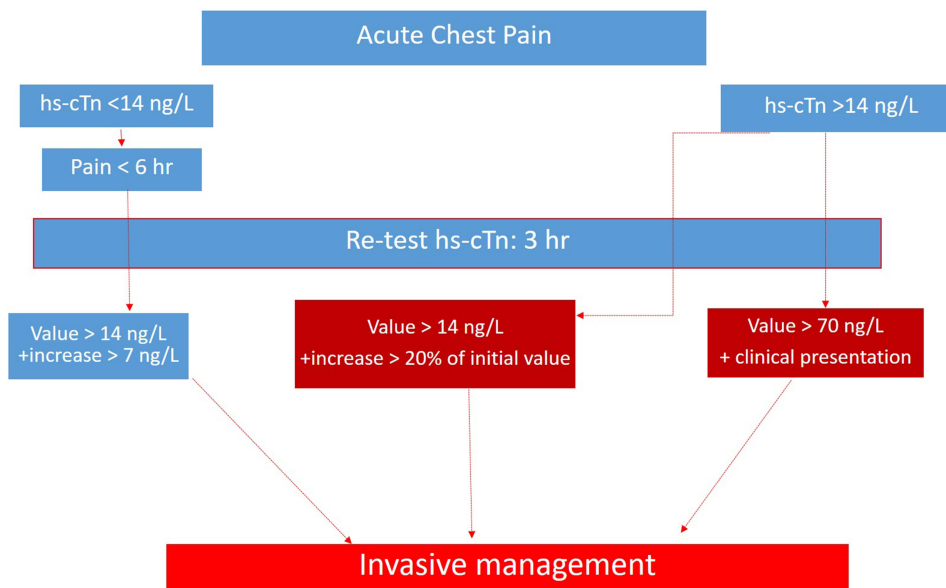 Acute Chest Pain
hs-cTn <14 ng/L
hs-cTn >14 ng/L
Pain < 6 hr
Re-test hs-cTn: 3 hr
Value > 14 ng/L
+increase > 7 ng/L
Value > 14 ng/L
+increase > 20% of initial value
Value > 70 ng/L
+ clinical presentation
Invasive management